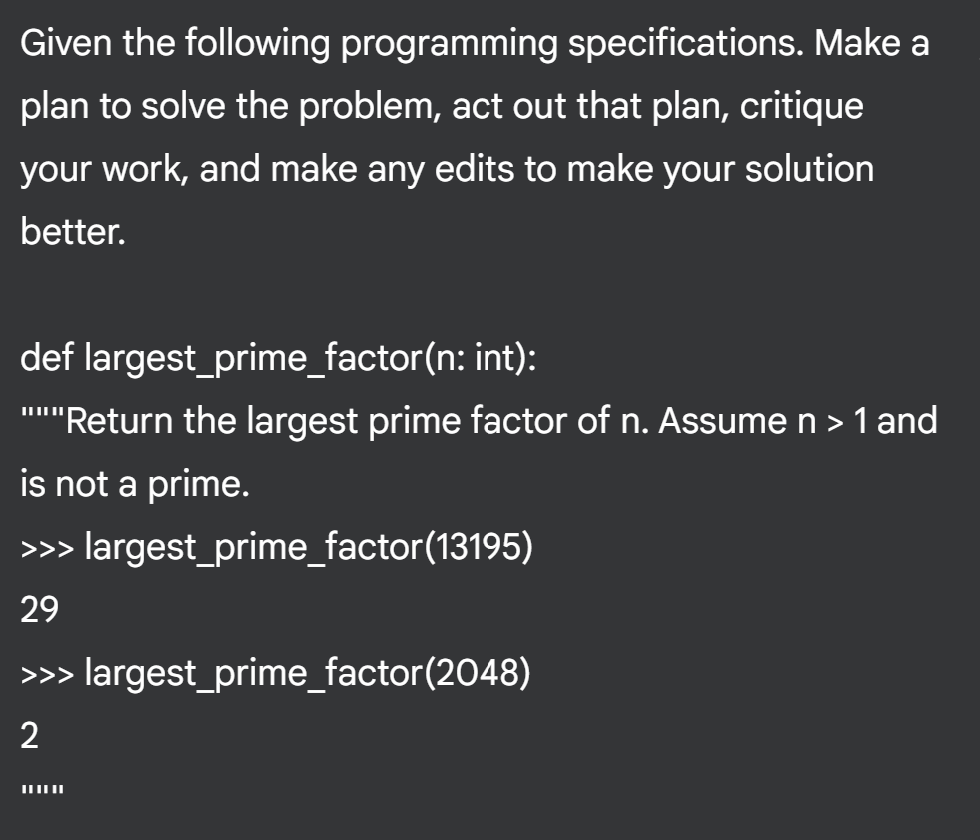 Given the following programming specifications. Make a
plan to solve the problem, act out that plan, critique
your work, and make any edits to make your solution
better.
def largest_prime_factor(n: int):
"""Return the largest prime factor of n. Assume n > 1 and
is not a prime.
>>> largest_prime_factor(13195)
29
>>> largest_prime_factor(2048)
2
"""